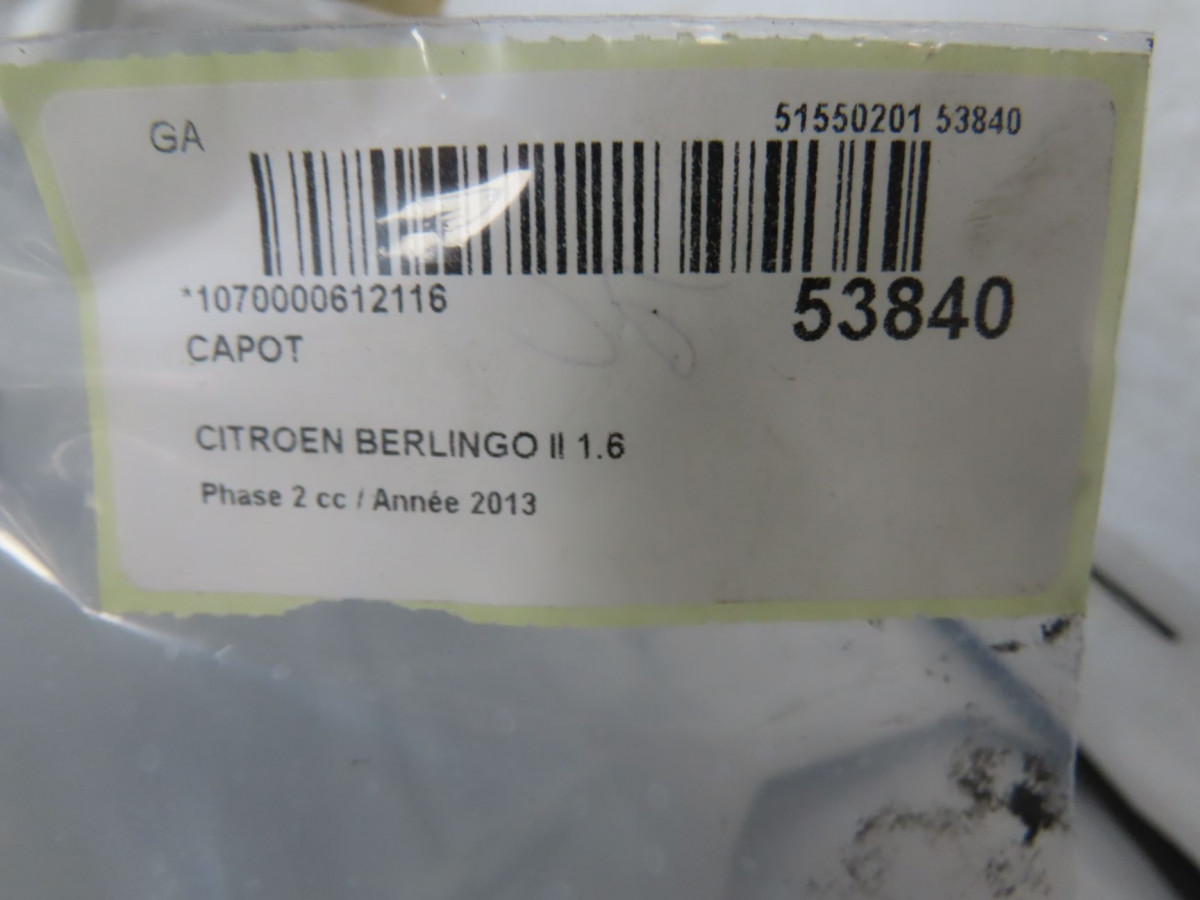 GA
51550201 53840
*1070000612116
53840
CAPOT
CITROEN BERLINGO II 1.6
Phase 2 cc / Année 2013